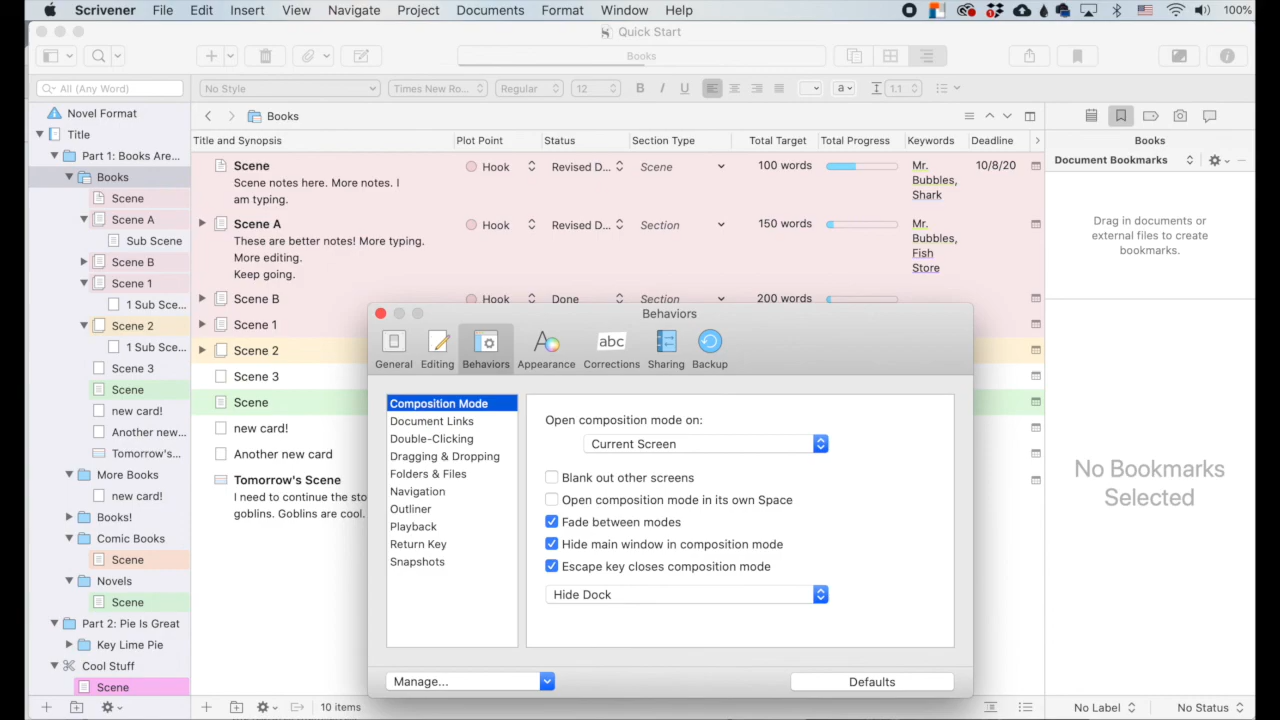 Scrivener File Edit Insert View Navigate Project Documents Format Window Help 100%
Quick Start
Books
All (Any Word)
No Style Times New Ro... Regular 12 B I U a 1.1
Novel Format
Title
Part 1: Books Are...
Books
Scene
Scene A
Sub Scene
Scene B
Scene 1
1 Sub Sce...
Scene 2
1 Sub Sce...
Scene 3
Scene
new card!
Another new...
Tomorrow's...
More Books
new card!
Books!
Comic Books
Scene
Novels
Scene
Part 2: Pie Is Great
Key Lime Pie
Cool Stuff
Scene
Books
Title and Synopsis Plot Point Status Section Type Total Target Total Progress Keywords Deadline
Scene Hook Revised D... Scene 100 words Mr. Bubbles, Shark 10/8/20
Scene notes here. More notes. I
am typing.
Scene A Hook Revised D... Section 150 words Mr. Bubbles, Fish Store
These are better notes! More typing.
More editing.
Keep going.
Scene B Hook Done Section 200 words
Scene 1
Scene 2
Scene 3
Scene
new card!
Another new card
Tomorrow's Scene
I need to continue the sto
goblins. Goblins are cool.
10 items
Books
Document Bookmarks
Drag in documents or
external files to create
bookmarks.
No Bookmarks
Selected
No Label No Status
Behaviors
General Editing Behaviors Appearance abc Corrections Sharing Backup
Composition Mode
Document Links
Double-Clicking
Dragging & Dropping
Folders & Files
Navigation
Outliner
Playback
Return Key
Snapshots
Open composition mode on:
Current Screen
Blank out other screens
Open composition mode in its own Space
Fade between modes
Hide main window in composition mode
Escape key closes composition mode
Hide Dock
Manage... Defaults